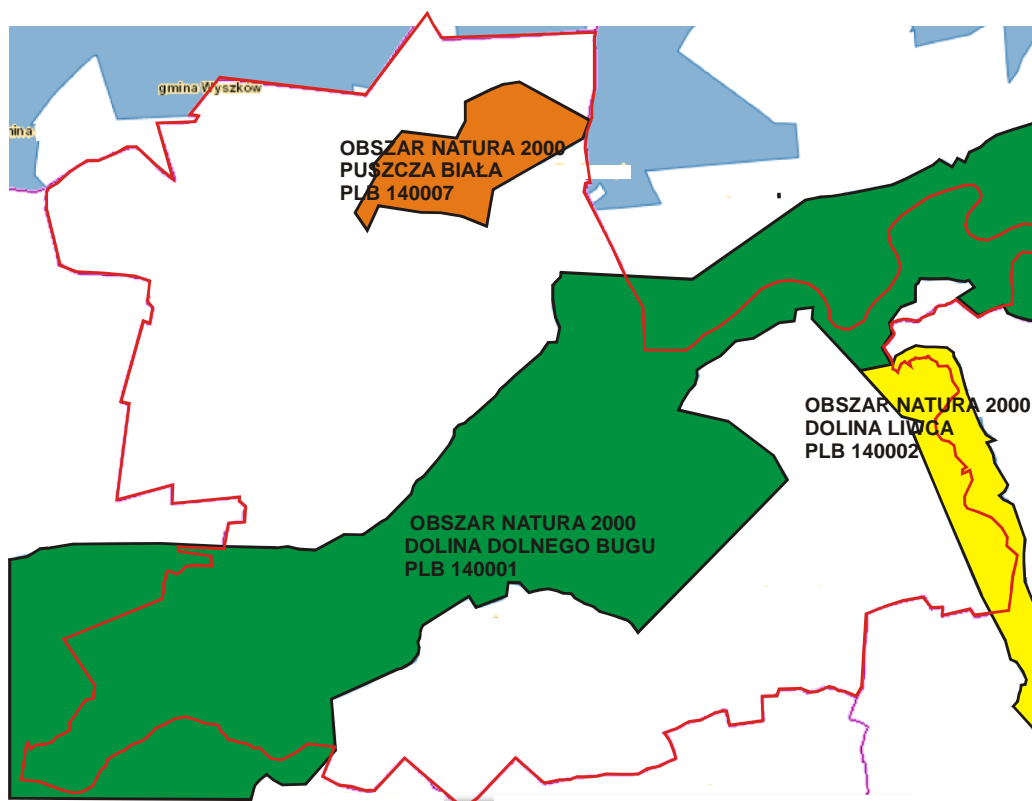 gmina Wyszków
mina
OBSZAR NATURA 2000
PUSZCZA BIAŁA
PLB 140007
OBSZAR NATURA 2000
DOLINA LIWCA
PLB 140002
OBSZAR NATURA 2000
DOLINA DOLNEGO BUGU
PLB 140001